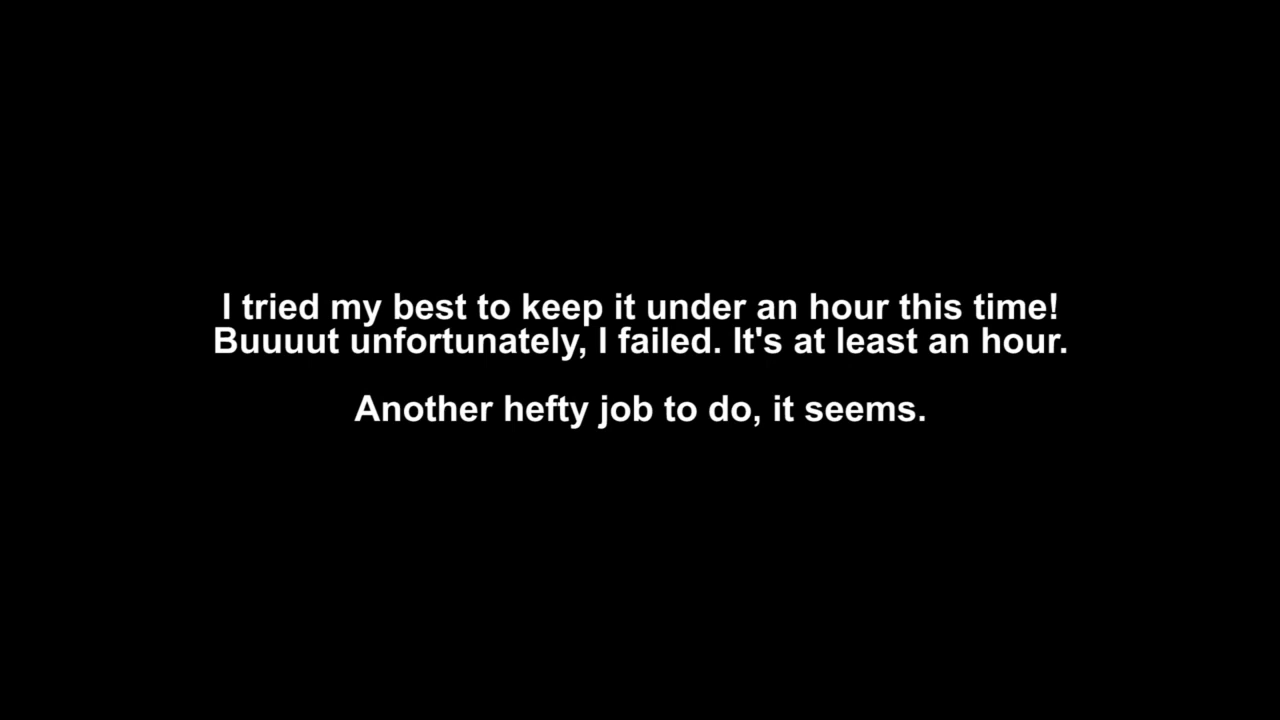 I tried my best to keep it under an hour this time!
Buuuut unfortunately, I failed. It's at least an hour.
Another hefty job to do, it seems.